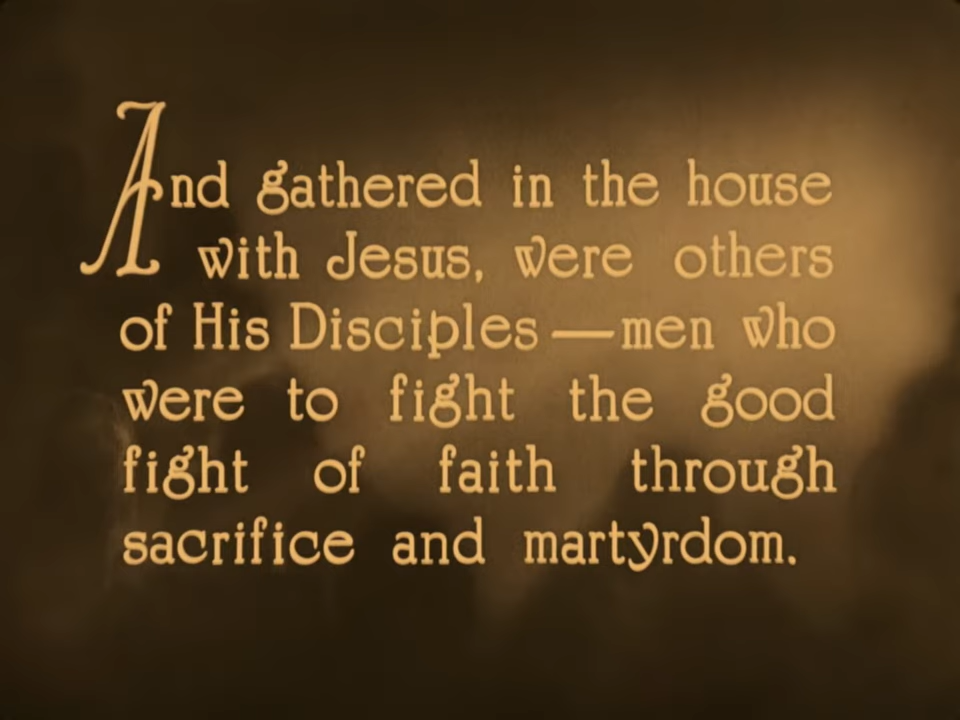 And gathered in the house
with Jesus, were others
of His Disciples — men who
were to fight the good
fight of faith through
sacrifice and martyrdom.